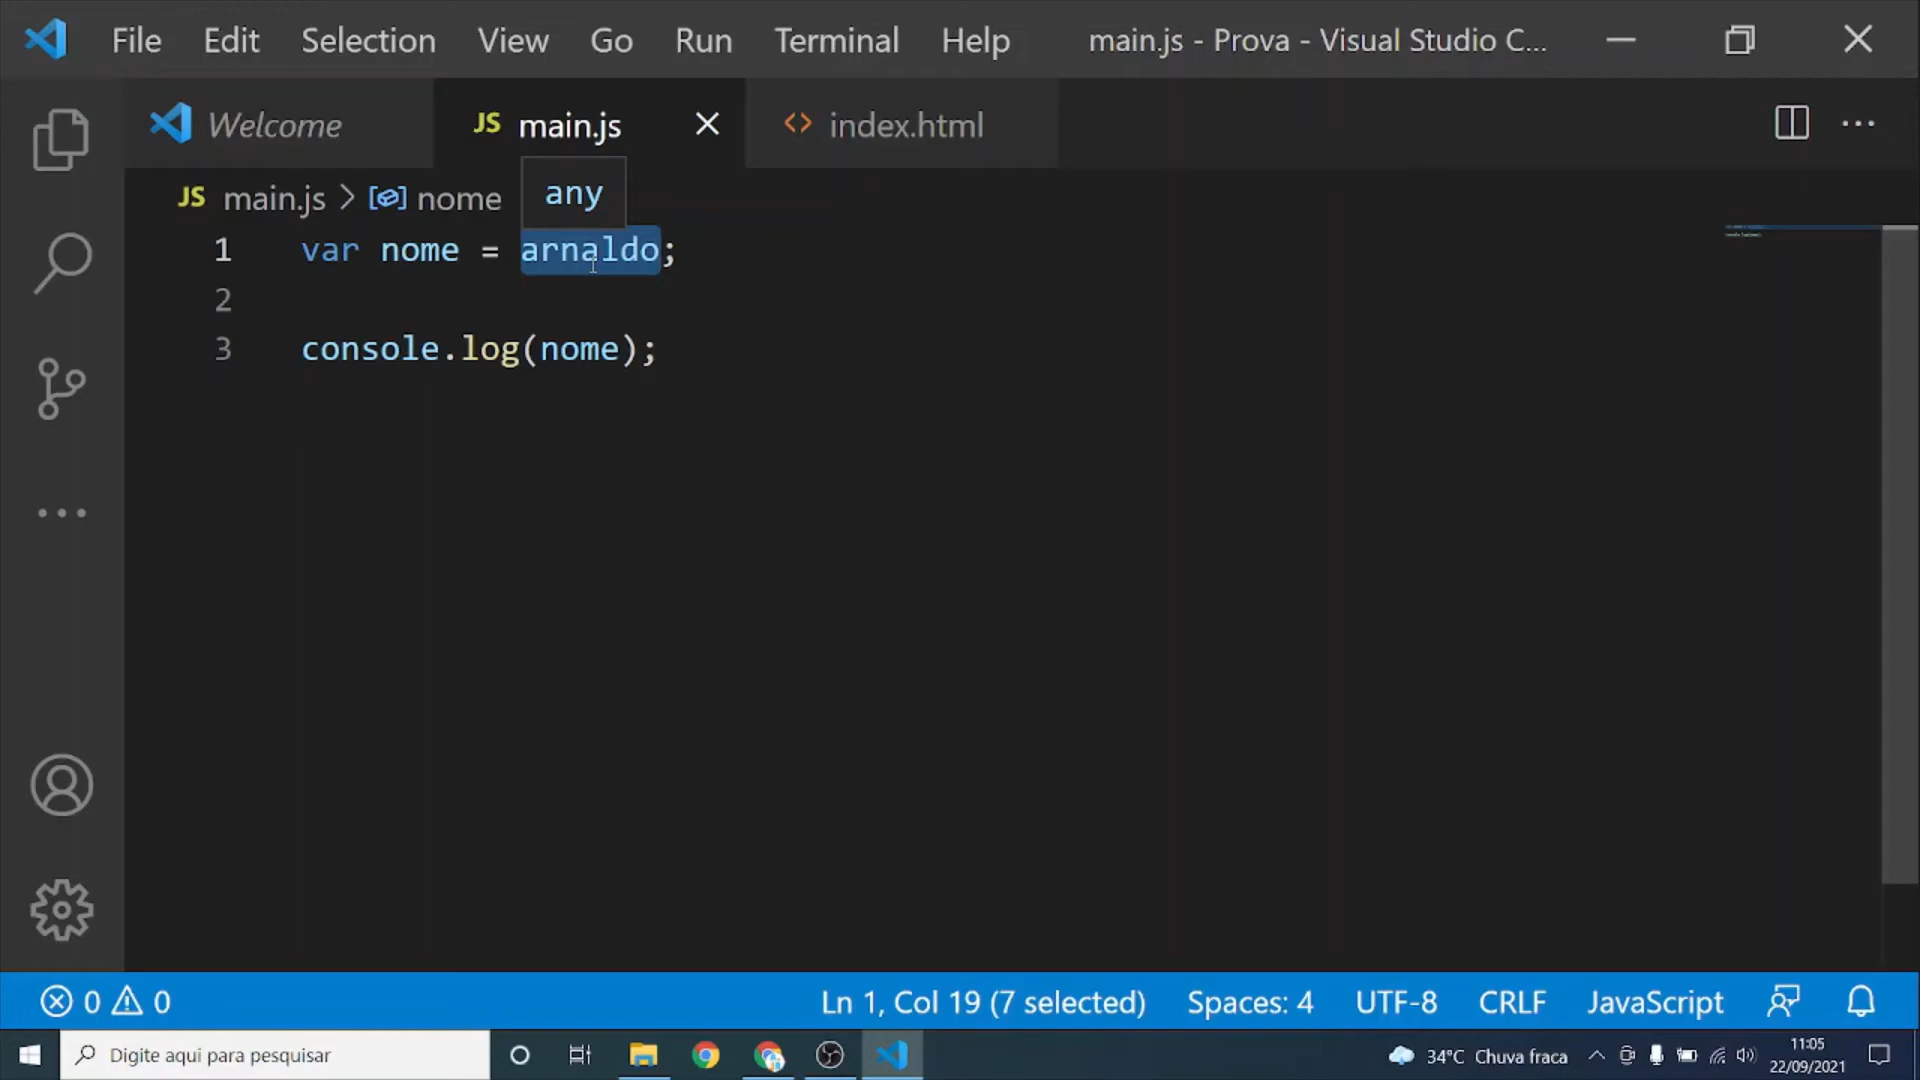 File Edit Selection View Go Run Terminal Help main.js - Prova - Visual Studio C...
Welcome JS main.js index.html
JS main.js > nome
any
1 var nome = arnaldo;
2
3 console.log(nome);
0 0 Ln 1, Col 19 (7 selected) Spaces: 4 UTF-8 CRLF JavaScript
Digite aqui para pesquisar 34°C Chuva fraca 11:05
22/09/2021